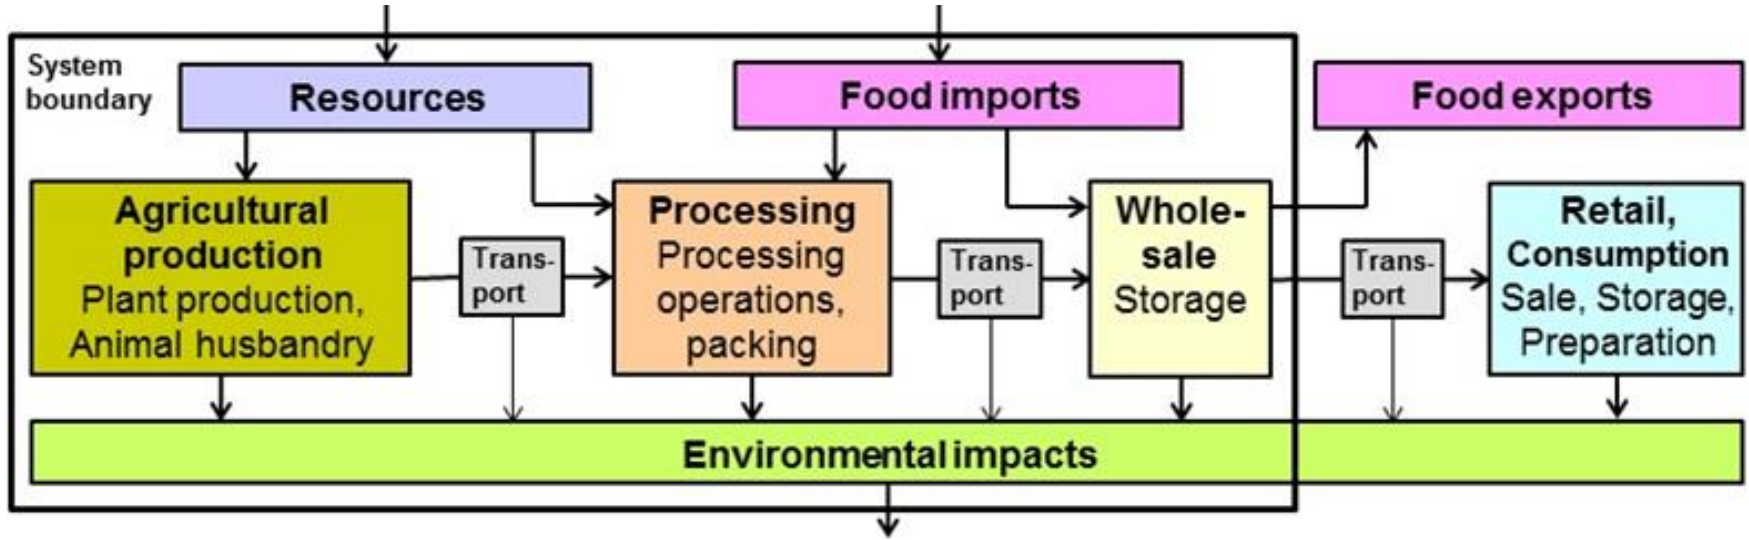 System
boundary
Resources
Food imports
Food exports
Agricultural
production
Plant production,
Animal husbandry
Trans-
port
Processing
Processing
operations,
packing
Trans-
port
Whole-
sale
Storage
Trans-
port
Retail,
Consumption
Sale, Storage,
Preparation
Environmental impacts